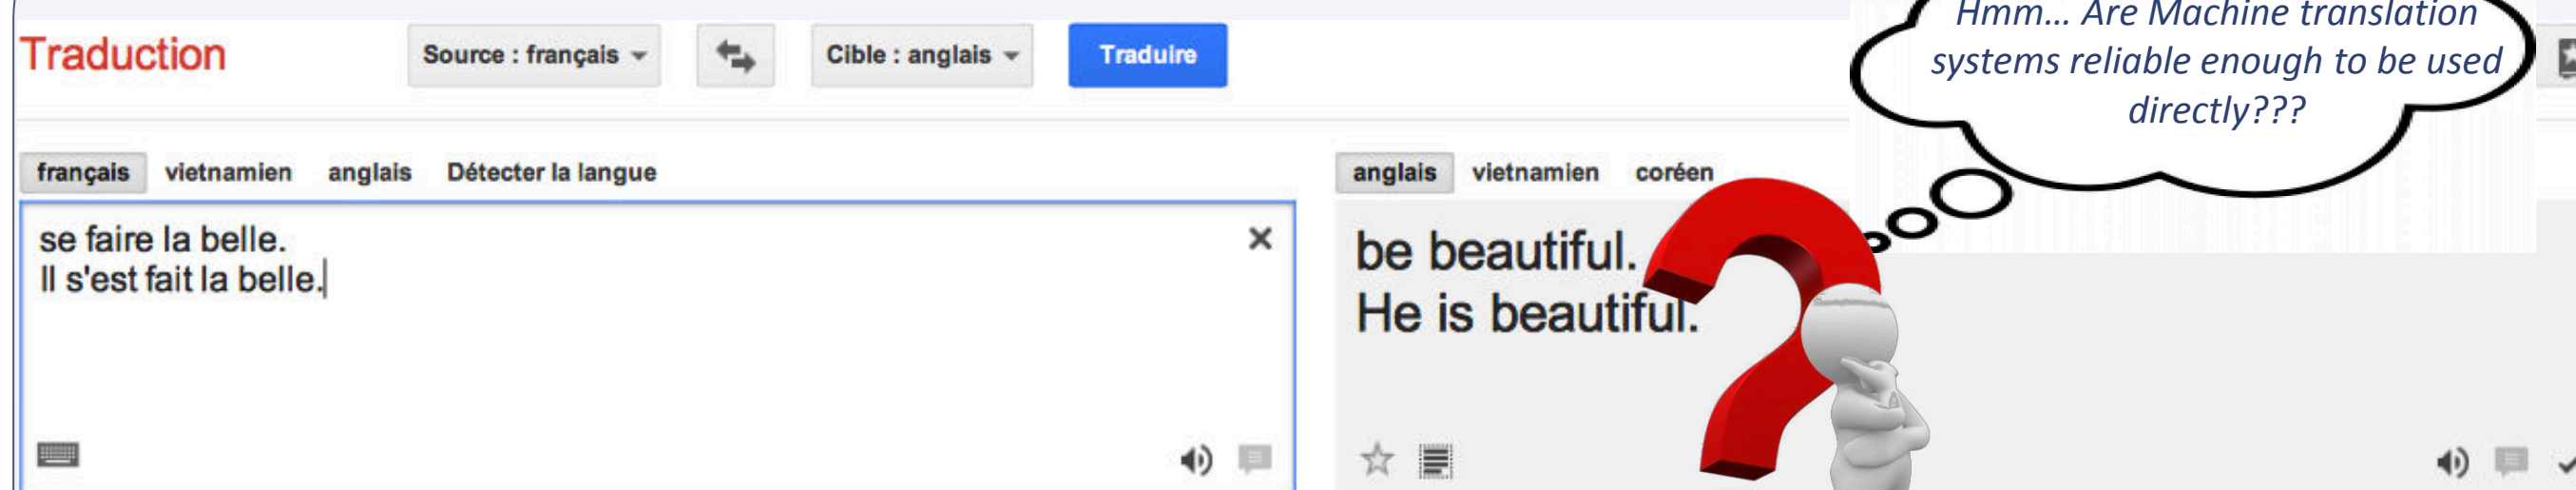 Hmm... Are Machine translation
systems reliable enough to be used
directly???
Traduction
Source : français
Cible : anglais
Traduire
français vietnamien anglais Détecter la langue
se faire la belle.
Il s'est fait la belle.
anglais vietnamien coréen
be beautiful.
He is beautiful.